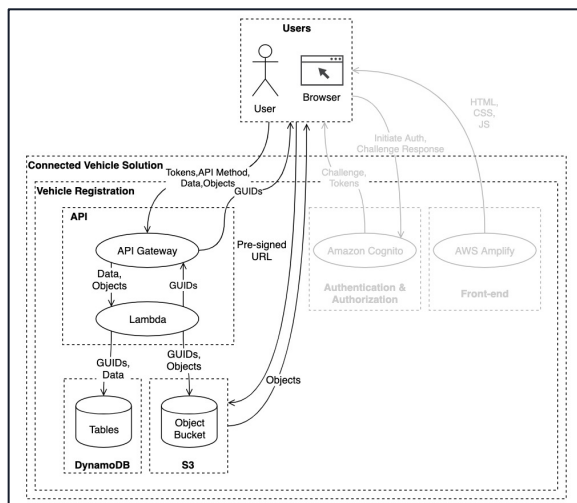 Users
User
Browser
HTML,
CSS,
JS
Initiate Auth,
Challenge Response
Connected Vehicle Solution
Tokens,API Method,
Data,Objects
Challenge,
Tokens
Vehicle Registration
GUIDs
API
API Gateway
Pre-signed
URL
Amazon Cognito
AWS Amplify
Data,
Objects
GUIDs
Authentication &
Authorization
Front-end
Lambda
GUIDs,
Data
GUIDs,
Objects
Objects
Tables
Object
Bucket
DynamoDB
S3